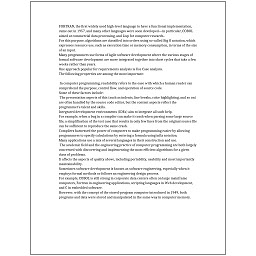 FORTRAN, the first widely used high-level language to have a functional implementation,
came out in 1957, and many other languages were soon developed—in particular, COBOL
aimed at commercial data processing, and Lisp for computer research.
For this purpose, algorithms are classified into orders using so-called Big O notation, which
expresses resource use, such as execution time or memory consumption, in terms of the size
of an input.
Many programmers use forms of Agile software development where the various stages of
formal software development are more integrated together into short cycles that take a few
weeks rather than years.
One approach popular for requirements analysis is Use Case analysis.
The following properties are among the most important:

In computer programming, readability refers to the ease with which a human reader can
comprehend the purpose, control flow, and operation of source code.
Some of these factors include:
The presentation aspects of this (such as indents, line breaks, color highlighting, and so on)
are often handled by the source code editor, but the content aspects reflect the
programmer's talent and skills.
Integrated development environments (IDEs) aim to integrate all such help.
For example, when a bug in a compiler can make it crash when parsing some large source
file, a simplification of the test case that results in only few lines from the original source file
can be sufficient to reproduce the same crash.
Compilers harnessed the power of computers to make programming easier by allowing
programmers to specify calculations by entering a formula using infix notation.
Many applications use a mix of several languages in their construction and use.
The academic field and the engineering practice of computer programming are both largely
concerned with discovering and implementing the most efficient algorithms for a given
class of problems.
It affects the aspects of quality above, including portability, usability and most importantly
maintainability.
Sometimes software development is known as software engineering, especially when it
employs formal methods or follows an engineering design process.
For example, COBOL is still strong in corporate data centers often on large mainframe
computers, Fortran in engineering applications, scripting languages in Web development,
and C in embedded software.
However, with the concept of the stored-program computer introduced in 1949, both
programs and data were stored and manipulated in the same way in computer memory.